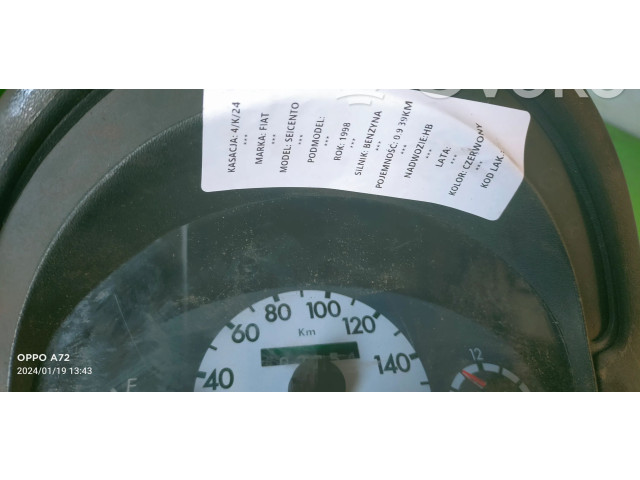 KASACJA: 4/K/24
MARKA: FIAT
***
MODEL: SEICENTO
***
PODMODEL:
***
ROK: 1998
***
SILNIK: BENZYNA
***
POJEMNOŚĆ: 0.9 39KM
***
NADWOZIE:HB
***
LATA:
***
KOLOR: CZERWONY
***
KOD LAK
40
60
80
100
120
140
Km
12
F
OPPO A72
2024/01/19 13:43